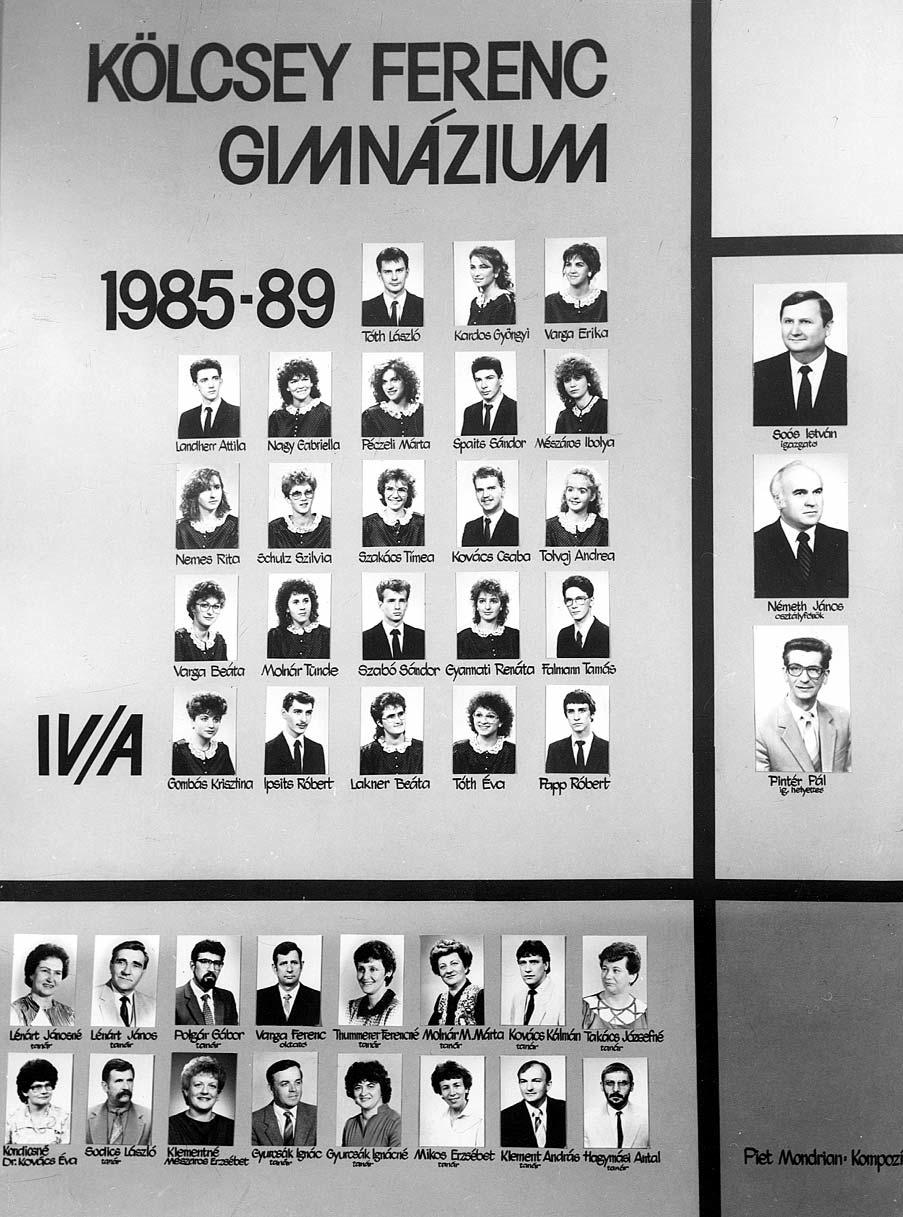 KÖLCSEY FERENC
GIMNÁZIUM
1985-89
Tóth László
Kardos Gyöngyi
Varga Erika
Landherr Attila
Nagy Gabriella
Péczeli Márta
Spaits Sándor
Mészáros Ibolya
Nemes Rita
Schulz Szilvia
Szakács Tímea
Kovács Csaba
Tolvaj Andrea
Varga Beáta
Molnár Tünde
Szabó Sándor
Gyarmati Renáta
Falmann Tamás
IV/A
Gombás Krisztina
Ipsits Róbert
Lakner Beáta
Tóth Éva
Papp Róbert
Soós István
igazgató
Németh János
osztályfőnök
Pintér Pál
ig. helyettes
Lénárt Jánosné
tanár
Lénárt János
tanár
Polgár Gábor
tanár
Varga Ferenc
oktató
Thummerer Ferencné
tanár
Molnár M. Márta
tanár
Kovács Kálmán
tanár
Takács Józsefné
tanár
Kondicsné
Dr. Kovács Éva
Sodics László
tanár
Klementné
Mészáros Erzsébet
Gyurcsák Ignác
tanár
Gyurcsák Ignácné
tanár
Mikos Erzsébet
tanár
Klement András
tanár
Hagymási Antal
tanár
Piet Mondrian: Kompozí